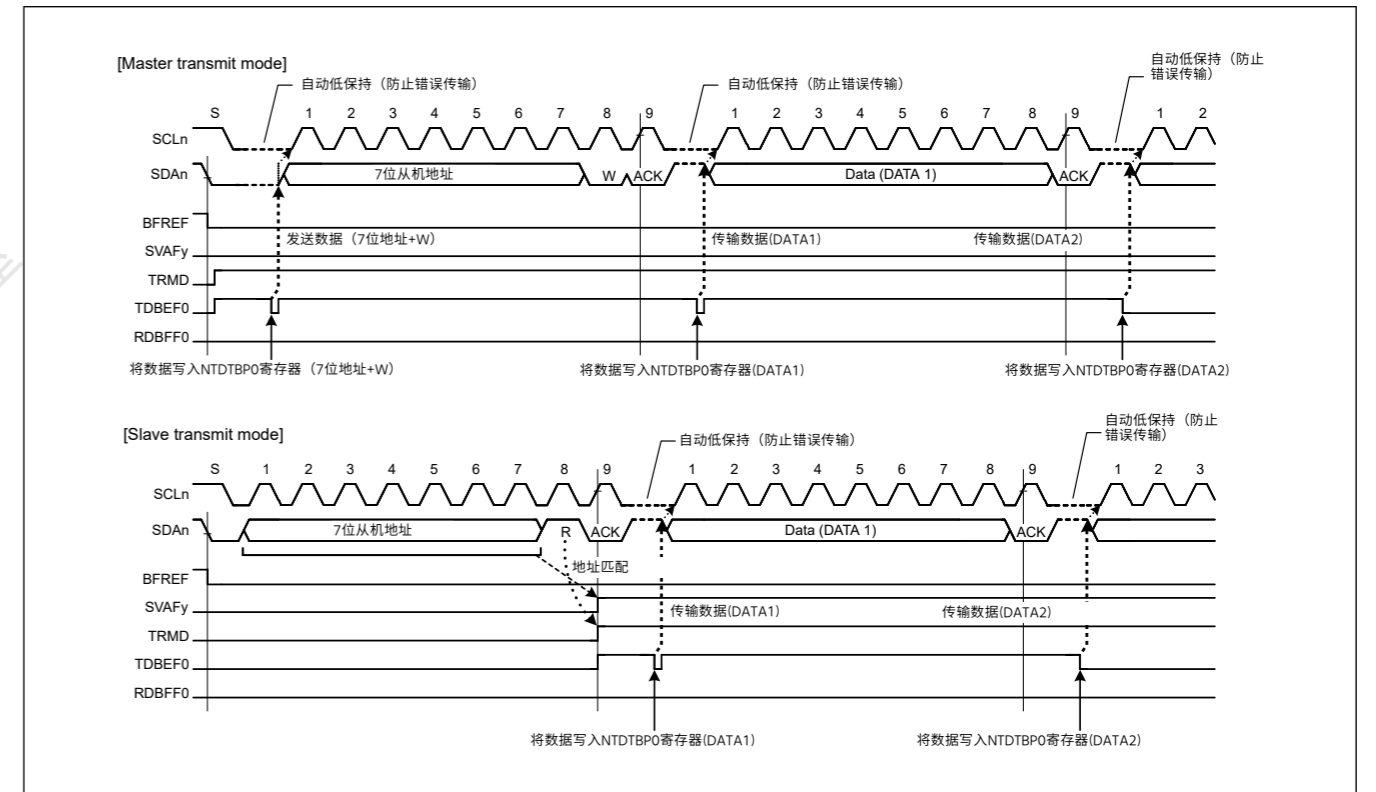 [Master transmit mode]
自动低保持（防止错误传输）
自动低保持（防止错误传输）
自动低保持（防止
错误传输）
S 1 2 3 4 5 6 7 8 9 1 2 3 4 5 6 7 8 9 1 2
SCLn
SDAn 7位从机地址 W ACK Data (DATA 1) ACK
BFREF
发送数据（7位地址+W） 传输数据(DATA1) 传输数据(DATA2)
SVAFy
TRMD
TDBEF0
RDBFF0
将数据写入NTDTBP0寄存器（7位地址+W） 将数据写入NTDTBP0寄存器(DATA1) 将数据写入NTDTBP0寄存器(DATA2)
[Slave transmit mode]
自动低保持（防止错误传输）
自动低保持（防止
错误传输）
S 1 2 3 4 5 6 7 8 9 1 2 3 4 5 6 7 8 9 1 2 3
SCLn
SDAn 7位从机地址 R ACK Data (DATA 1) ACK
地址匹配
BFREF
SVAFy 传输数据(DATA1) 传输数据(DATA2)
TRMD
TDBEF0
RDBFF0
将数据写入NTDTBP0寄存器(DATA1) 将数据写入NTDTBP0寄存器(DATA2)